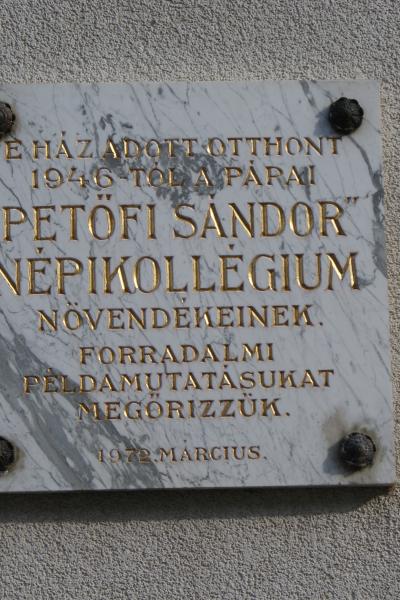 E HÁZ ADOTT OTTHONT
1946-TÓL A PÁPAI
PETŐFI SÁNDOR"
NÉPIKOLLÉGIUM
NÖVENDÉKEINEK.
FORRADALMI
PÉLDAMUTATÁSUKAT
MEGŐRIZZÜK.
1972. MÁRCIUS.